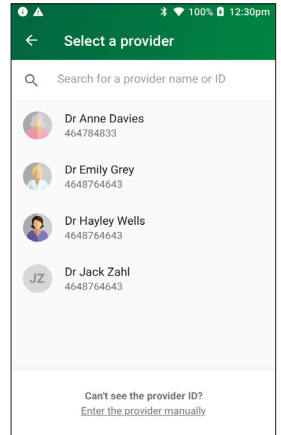 100% 12:30pm
Select a provider
Search for a provider name or ID
Dr Anne Davies
464784833
Dr Emily Grey
4648764643
Dr Hayley Wells
4648764643
JZ
Dr Jack Zahl
4648764643
Can't see the provider ID?
Enter the provider manually